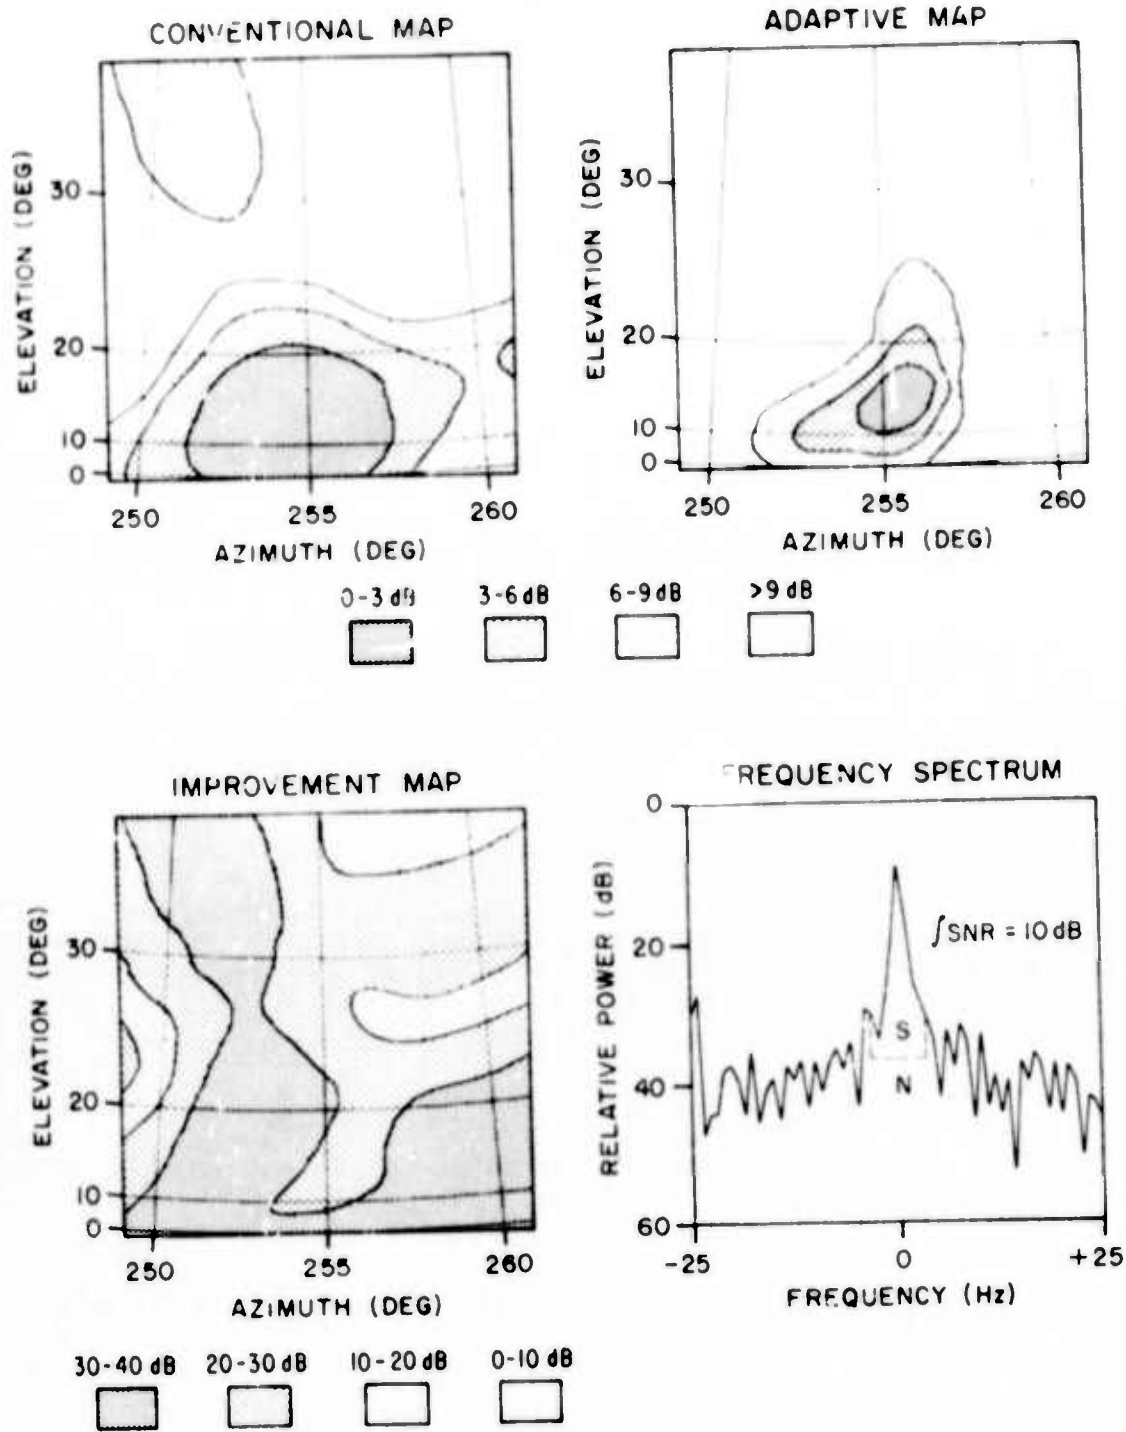 CONVENTIONAL MAP
ELEVATION (DEG)
30
20
10
0
250
255
260
AZIMUTH (DEG)
ADAPTIVE MAP
ELEVATION (DEG)
30
20
10
0
250
255
260
AZIMUTH (DEG)
0-3 dB
3-6 dB
6-9 dB
>9 dB
IMPROVEMENT MAP
ELEVATION (DEG)
30
20
10
0
250
255
260
AZIMUTH (DEG)
30-40 dB
20-30 dB
10-20 dB
0-10 dB
FREQUENCY SPECTRUM
RELATIVE POWER (dB)
0
20
40
60
∫SNR = 10 dB
S
N
-25
0
+25
FREQUENCY (Hz)